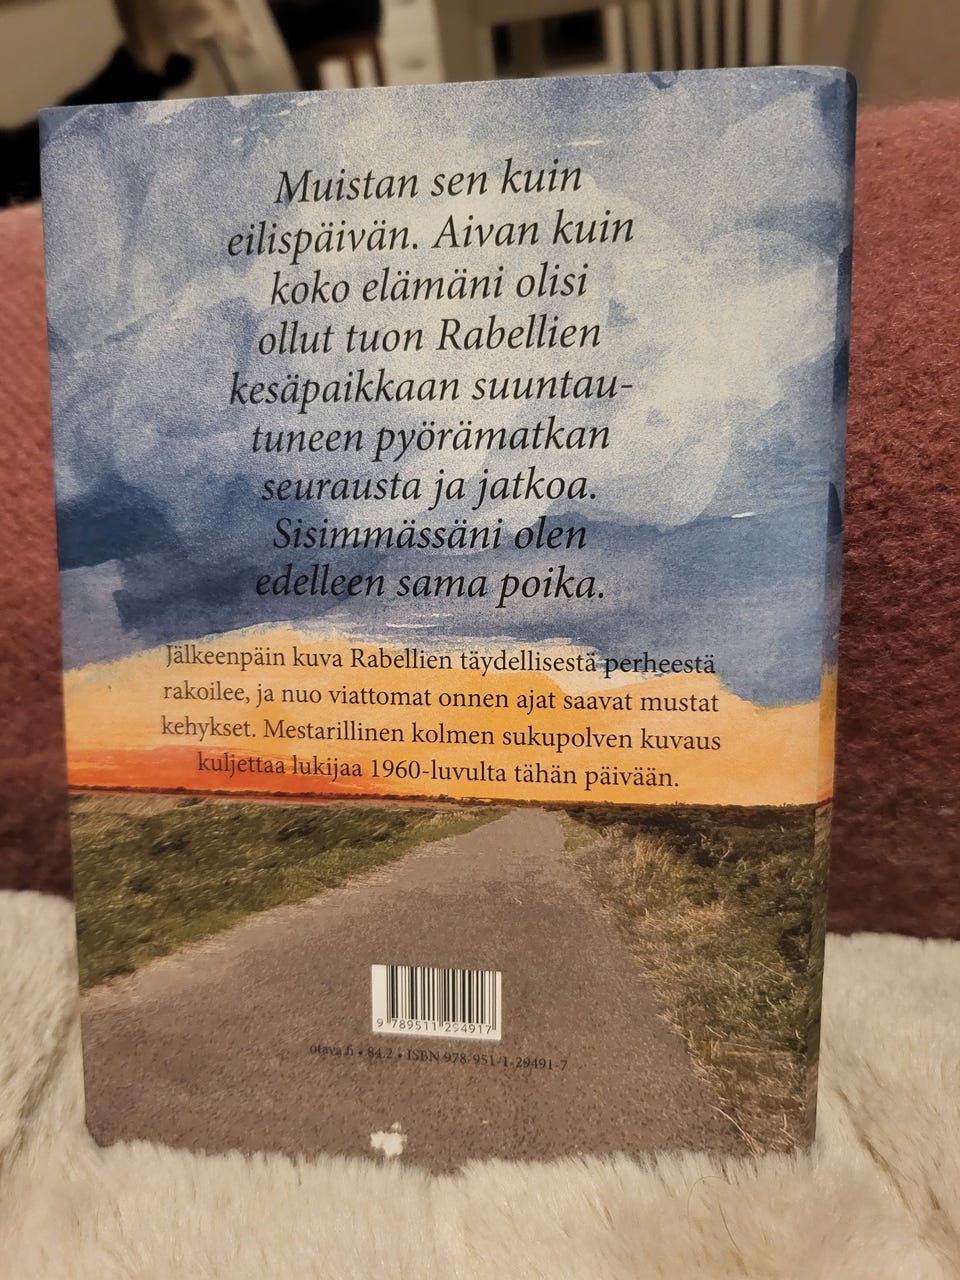 Muistan sen kuin
eilispäivän. Aivan kuin
koko elämäni olisi
ollut tuon Rabellien
kesäpaikkaan suuntau-
tuneen pyörämatkan
seurausta ja jatkoa.
Sisimmässäni olen
edelleen sama poika.
Jälkeenpäin kuva Rabellien täydellisestä perheestä
rakoilee, ja nuo viattomat onnen ajat saavat mustat
kehykset. Mestarillinen kolmen sukupolven kuvaus
kuljettaa lukijaa 1960-luvulta tähän päivään.
9 789511 294917
otava.fi • 84.2 • ISBN 978-951-1-29491-7